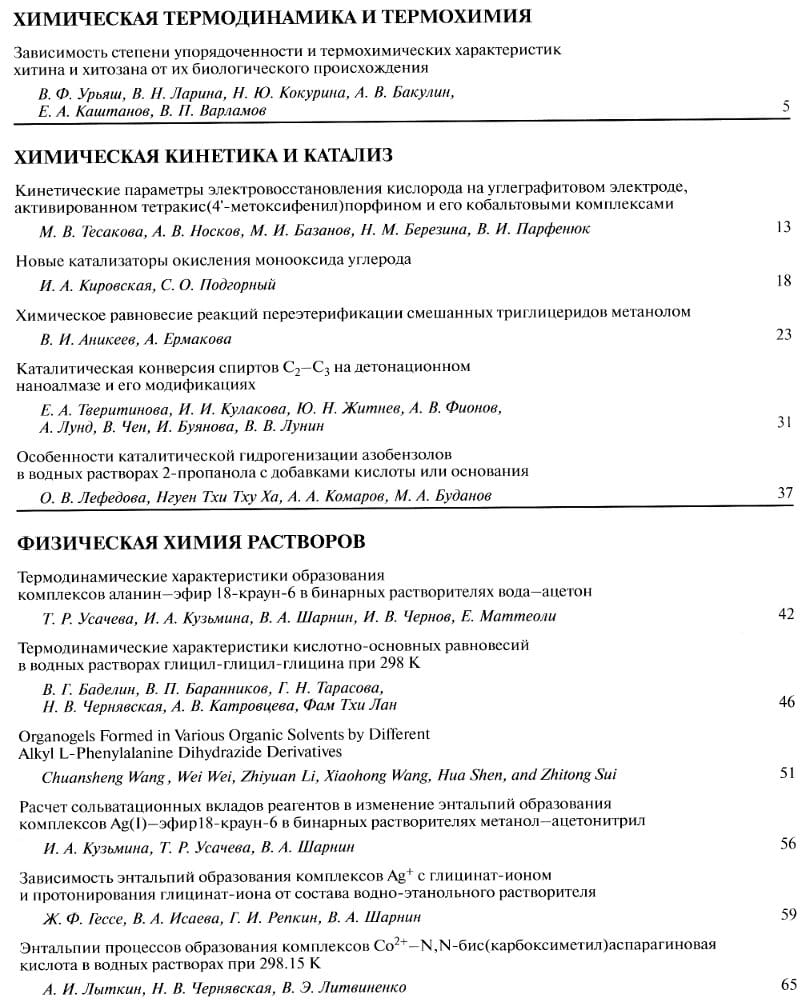 ХИМИЧЕСКАЯ ТЕРМОДИНАМИКА И ТЕРМОХИМИЯ
Зависимость степени упорядоченности и термохимических характеристик
хитина и хитозана от их биологического происхождения
В. Ф. Урьяш, В. Н. Ларина, Н. Ю. Кокурина, А. В. Бакулин,
Е. А. Каштанов, В. П. Варламов 5
ХИМИЧЕСКАЯ КИНЕТИКА И КАТАЛИЗ
Кинетические параметры электровосстановления кислорода на углеграфитовом электроде,
активированном тетракис(4'-метоксифенил)порфином и его кобальтовыми комплексами
М. В. Тесакова, А. В. Носков, М. И. Базанов, Н. М. Березина, В. И. Парфенюк 13
Новые катализаторы окисления монооксида углерода
И. А. Кировская, С. О. Подгорный 18
Химическое равновесие реакций переэтерификации смешанных триглицеридов метанолом
В. И. Аникеев, А. Ермакова 23
Каталитическая конверсия спиртов C₂–C₃ на детонационном
наноалмазе и его модификациях
Е. А. Тверитинова, И. И. Кулакова, Ю. Н. Житнев, А. В. Фионов,
А. Лунд, В. Чен, И. Буянова, В. В. Лунин 31
Особенности каталитической гидрогенизации азобензолов
в водных растворах 2-пропанола с добавками кислоты или основания
О. В. Лефедова, Нгуен Тхи Тху Ха, А. А. Комаров, М. А. Буданов 37
ФИЗИЧЕСКАЯ ХИМИЯ РАСТВОРОВ
Термодинамические характеристики образования
комплексов аланин–эфир 18-краун-6 в бинарных растворителях вода–ацетон
Т. Р. Усачева, И. А. Кузьмина, В. А. Шарнин, И. В. Чернов, Е. Маттеоли 42
Термодинамические характеристики кислотно-основных равновесий
в водных растворах глицил-глицил-глицина при 298 К
В. Г. Баделин, В. П. Баранников, Г. Н. Тарасова,
Н. В. Чернявская, А. В. Катровцева, Фам Тхи Лан 46
Organogels Formed in Various Organic Solvents by Different
Alkyl L-Phenylalanine Dihydrazide Derivatives
Chuansheng Wang, Wei Wei, Zhiyuan Li, Xiaohong Wang, Hua Shen, and Zhitong Sui 51
Расчет сольватационных вкладов реагентов в изменение энтальпий образования
комплексов Ag(I)–эфир18-краун-6 в бинарных растворителях метанол–ацетонитрил
И. А. Кузьмина, Т. Р. Усачева, В. А. Шарнин 56
Зависимость энтальпий образования комплексов Ag⁺ с глицинат-ионом
и протонирования глицинат-иона от состава водно-этанольного растворителя
Ж. Ф. Гессе, В. А. Исаева, Г. И. Репкин, В. А. Шарнин 59
Энтальпии процессов образования комплексов Co²⁺–N,N-бис(карбоксиметил)аспарагиновая
кислота в водных растворах при 298.15 К
А. И. Лыткин, Н. В. Чернявская, В. Э. Литвиненко 65